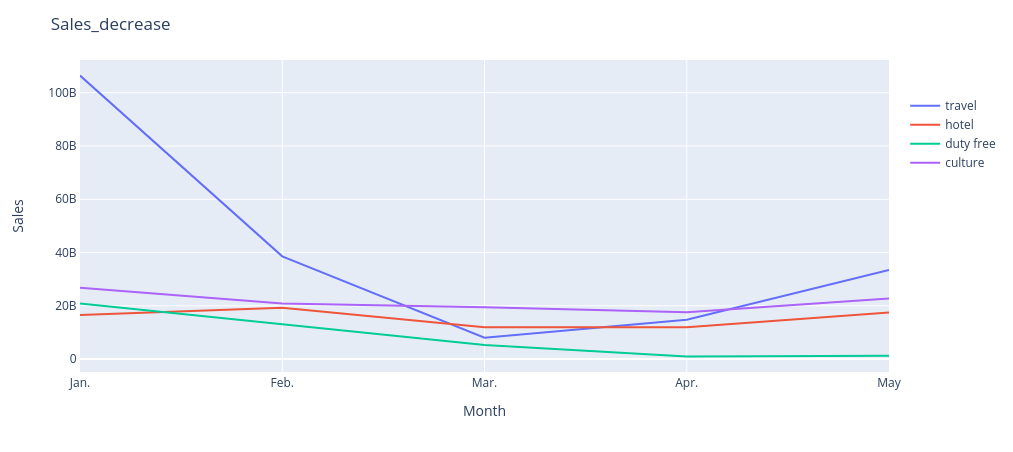 Sales_decrease
Sales
100B
80B
60B
40B
20B
0
Jan.
Feb.
Mar.
Apr.
May
Month
travel
hotel
duty free
culture